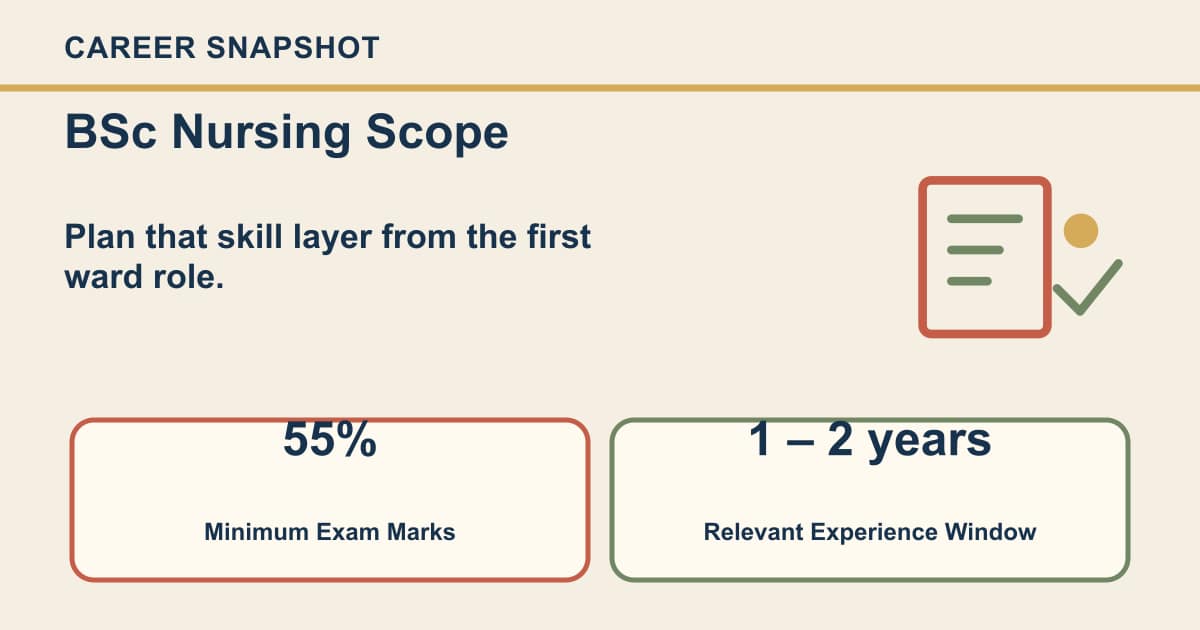 CAREER SNAPSHOT
BSc Nursing Scope
Plan that skill layer from the first
ward role.
55%
Minimum Exam Marks
1 – 2 years
Relevant Experience Window